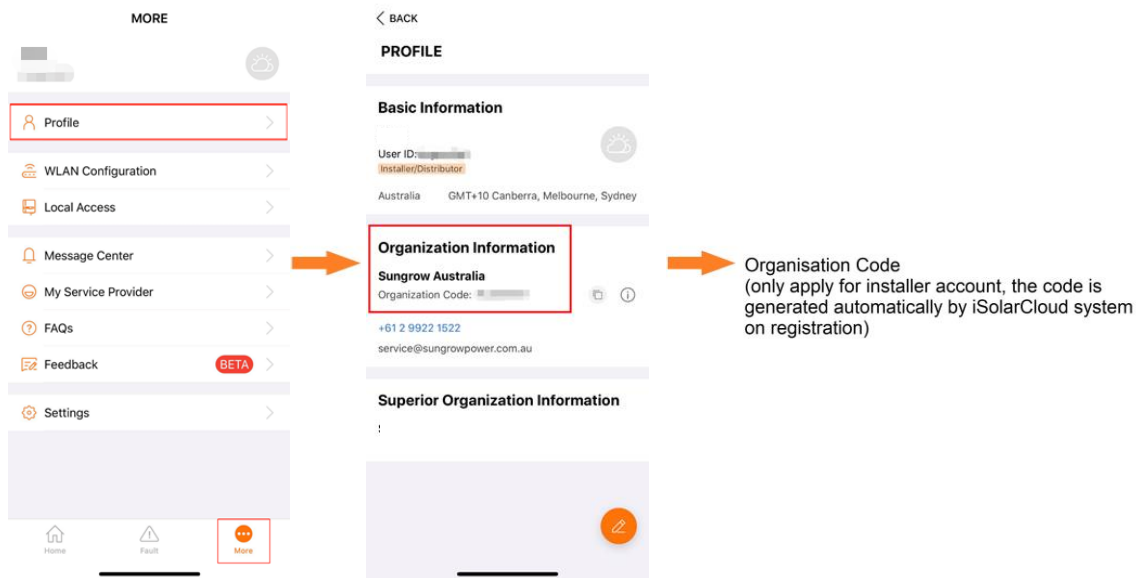 MORE
Profile
WLAN Configuration
Local Access
Message Center
My Service Provider
FAQs
Feedback BETA
Settings
Home Fault More
BACK
PROFILE
Basic Information
User ID:
Installer/Distributor
Australia GMT+10 Canberra, Melbourne, Sydney
Organization Information
Sungrow Australia
Organization Code:
+61 2 9922 1522
service@sungrowpower.com.au
Superior Organization Information
Organisation Code
(only apply for installer account, the code is
generated automatically by iSolarCloud system
on registration)